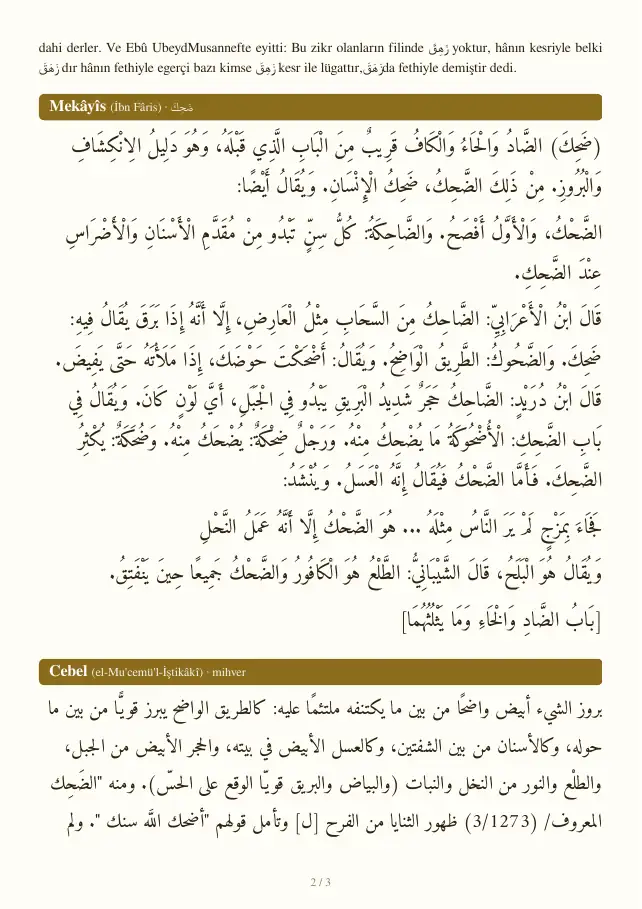 dahi derler. Ve Ebû UbeydMusannefte eyitti: Bu zikr olanların filinde زَهِقَ yoktur, hânın kesriyle belki
زَهَقَ dır hânın fethiyle egerçi bazı kimse زَهِقَ kesr ile lügattır,زَهَقَda fethiyle demiştir dedi.
Mekâyîs (İbn Fâris) · ضَحِكَ
(ضَحِكَ) الضَّادُ وَالْحَاءُ وَالْكَافُ قَرِيبٌ مِنَ الْبَابِ الَّذِي قَبْلَهُ، وَهُوَ دَلِيلُ الِانْكِشَافِ
وَالْبُرُوزِ. مِنْ ذَلِكَ الضَّحِكُ، ضَحِكُ الْإِنْسَانِ. وَيُقَالُ أَيْضًا:
الضَّحْكُ، وَالْأَوَّلُ أَفْصَحُ. وَالضَّاحِكَةُ: كُلُّ سِنٍّ تَبْدُو مِنْ مُقَدَّمِ الْأَسْنَانِ وَالْأَضْرَاسِ
عِنْدَ الضَّحِكِ.
قَالَ ابْنُ الْأَعْرَابِيِّ: الضَّاحِكُ مِنَ السَّحَابِ مِثْلُ الْعَارِضِ، إِلَّا أَنَّهُ إِذَا بَرَقَ يُقَالُ فِيهِ:
ضَحِكَ. وَالضَّحُوكُ: الطَّرِيقُ الْوَاضِحُ. وَيُقَالُ: أَضْحَكْتَ حَوْضَكَ، إِذَا مَلَأْتَهُ حَتَّى يَفِيضَ.
قَالَ ابْنُ دُرَيْدٍ: الضَّاحِكُ حَجَرٌ شَدِيدُ الْبَرِيقِ يَبْدُو فِي الْجَبَلِ، أَيَّ لَوْنٍ كَانَ. وَيُقَالُ فِي
بَابِ الضَّحِكِ: الْأُضْحُوكَةُ مَا يُضْحِكُ مِنْهُ. وَرَجُلٌ ضِحْكَةٌ: يُضْحَكُ مِنْهُ. وَضُحَكَةٌ: يُكْثِرُ
الضَّحِكَ. فَأَمَّا الضَّحْكُ فَيُقَالُ إِنَّهُ الْعَسَلُ. وَيُنْشَدُ:
فَجَاءَ بِمَزْجٍ لَمْ يَرَ النَّاسُ مِثْلَهُ ... هُوَ الضَّحْكُ إِلَّا أَنَّهُ عَمَلُ النَّحْلِ
وَيُقَالُ هُوَ الْبَلَحُ، قَالَ الشَّيْبَانِيُّ: الطَّلْعُ هُوَ الْكَافُورُ وَالضَّحْكُ جَمِيعًا حِينَ يَنْفَتِقُ.
[بَابُ الضَّادِ وَالْخَاءِ وَمَا يَثْلُثُهُمَا]
Cebel (el-Mu'cemü'l-İştikâkî) · mihver
بروز الشيء أبيض واضحًا من بين ما يكتنفه ملتئمًا عليه: كالطريق الواضح يبرز قويًّا من بين ما
حوله، وكالأسنان من بين الشفتين، وكالعسل الأبيض في بيته، والحجر الأبيض من الجبل،
والطلْع والنور من النخل والنبات (والبياض والبريق قويّا الوقع على الحسّ). ومنه "الضَحِك
المعروف/ (3/1273) ظهور الثنايا من الفرح [ل] وتأمل قولهم "أضحك الله سنك ". ولم
2 / 3